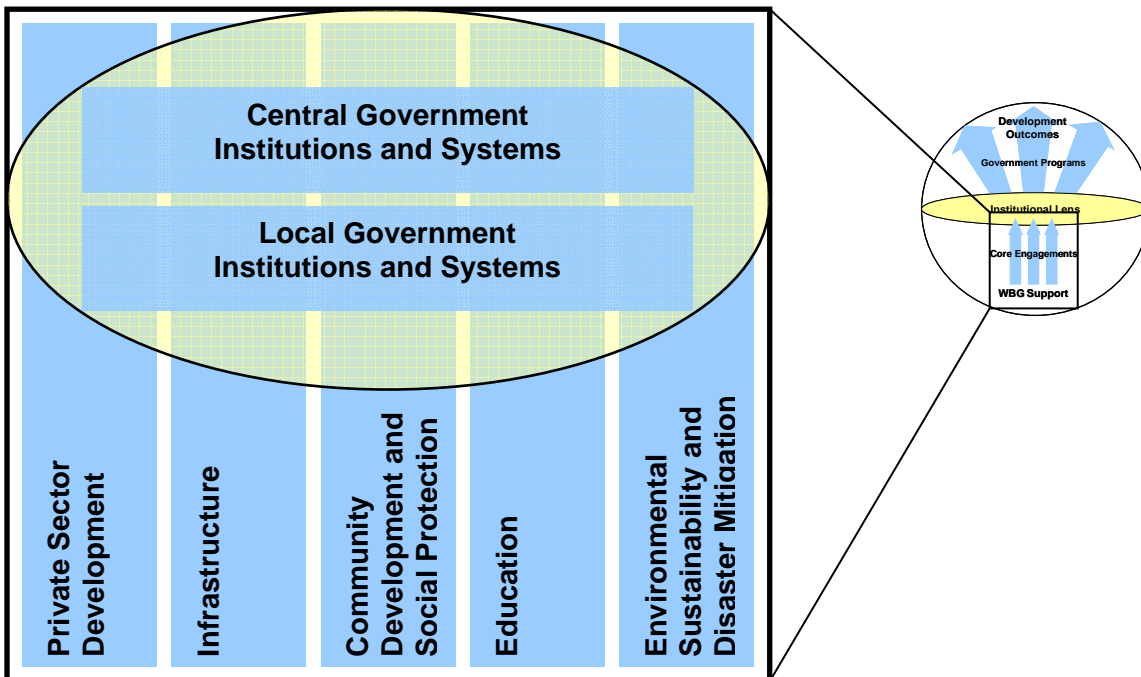 Central Government
Institutions and Systems
Local Government
Institutions and Systems
Private Sector
Development
Infrastructure
Community
Development and
Social Protection
Education
Environmental
Sustainability and
Disaster Mitigation
Development
Outcomes
Government Programs
Institutional Lens
Core Engagements
WBG Support